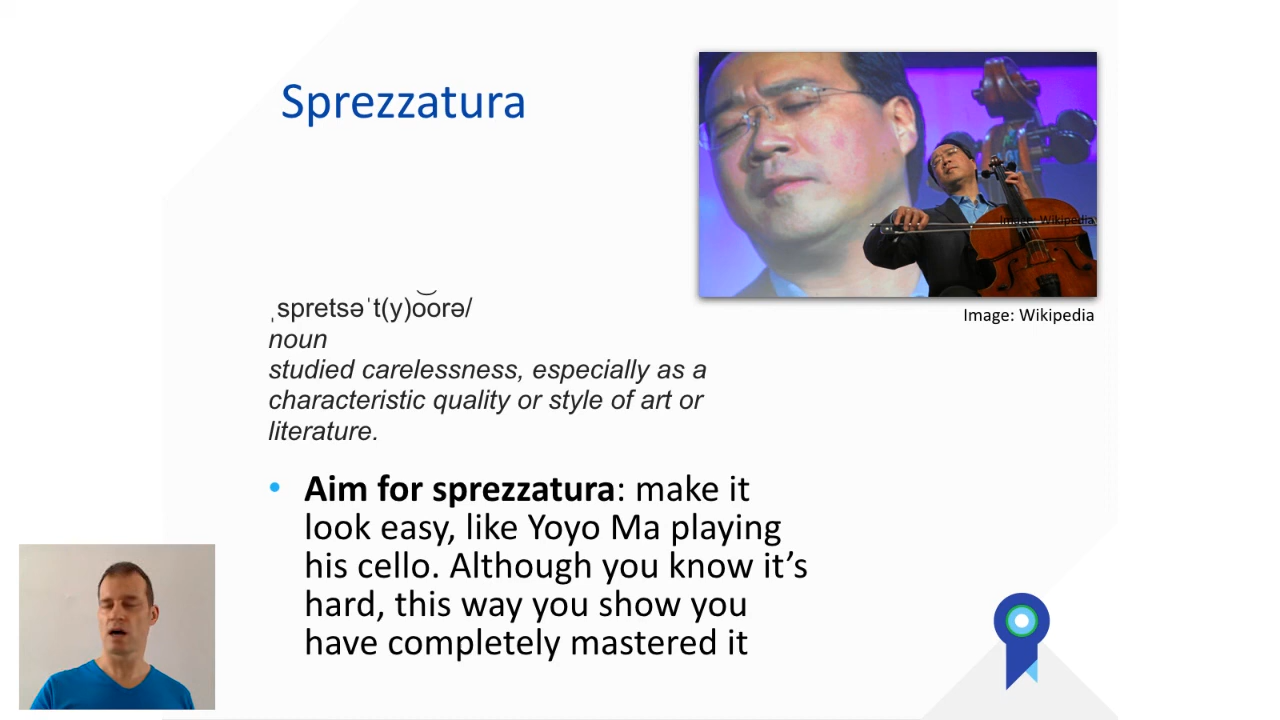 Sprezzatura
Image: Wikipedia
Image: Wikipedia
ˌspretsəˈt(y)o͝orə/
noun
studied carelessness, especially as a
characteristic quality or style of art or
literature.
• Aim for sprezzatura: make it
look easy, like Yoyo Ma playing
his cello. Although you know it’s
hard, this way you show you
have completely mastered it